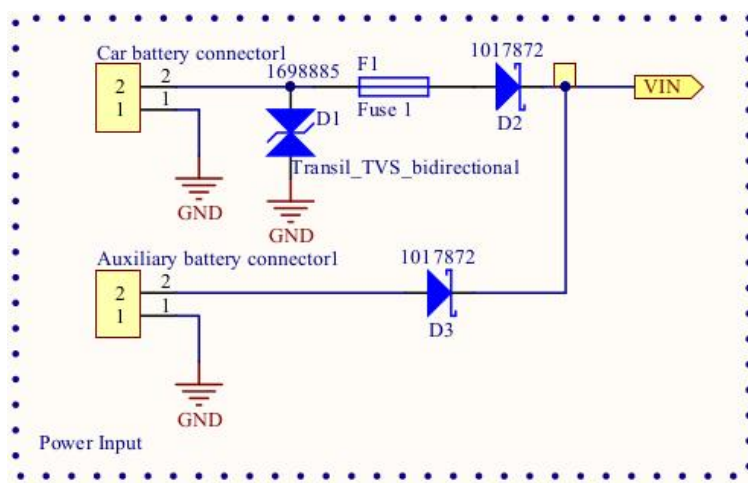 Car battery connector1
1017872
2
2
1
1
1698885
F1
Fuse 1
D1
D2
VIN
Transil_TVS_bidirectional
GND
GND
Auxiliary battery connector1
1017872
2
2
1
1
D3
GND
Power Input